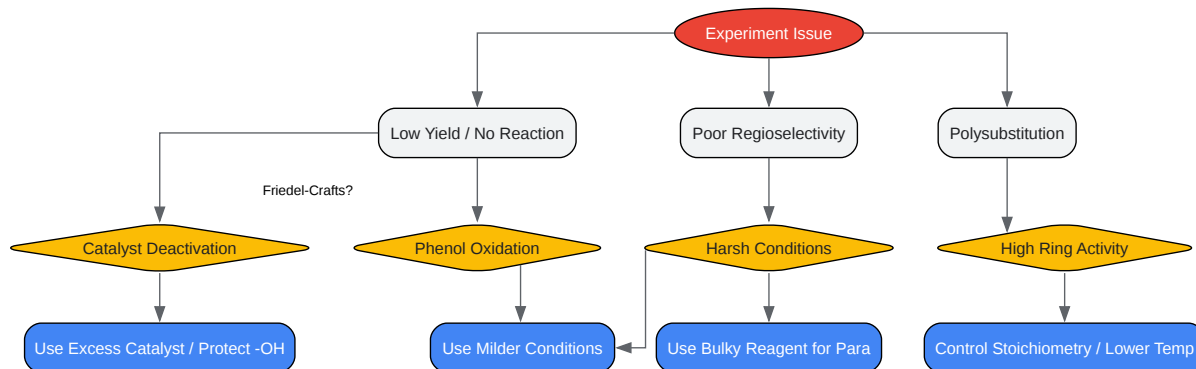 Experiment Issue
Low Yield / No Reaction
Poor Regioselectivity
Polysubstitution
Friedel-Crafts?
Catalyst Deactivation
Phenol Oxidation
Harsh Conditions
High Ring Activity
Use Excess Catalyst / Protect -OH
Use Milder Conditions
Use Bulky Reagent for Para
Control Stoichiometry / Lower Temp